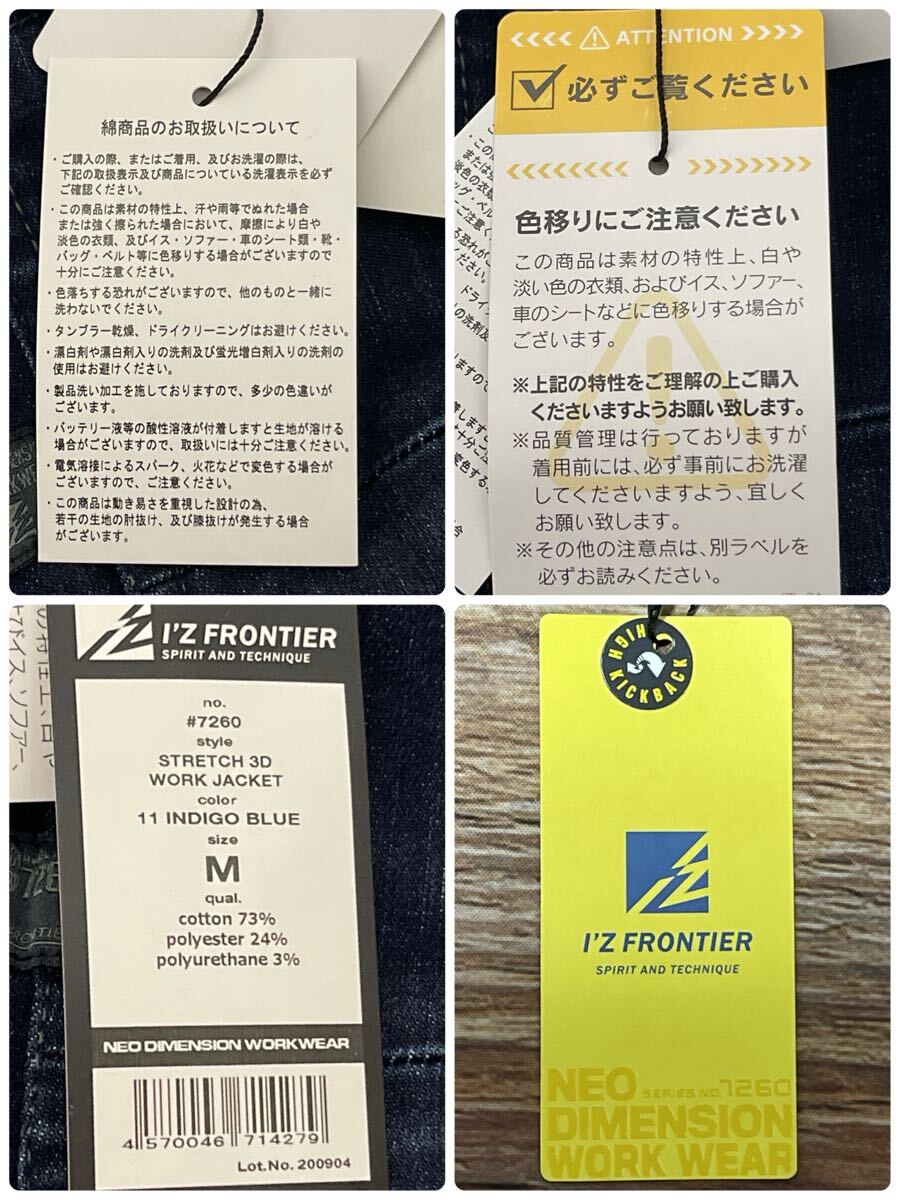 綿商品のお取扱いについて
・ご購入の際、またはご着用、及びお洗濯の際は、
下記の取扱表示及び商品についている洗濯表示を必ず
ご確認ください。
・この商品は素材の特性上、汗や雨等でぬれた場合
または強く擦られた場合において、摩擦により白や
淡色の衣類、及びイス・ソファー・車のシート類・靴・
バッグ・ベルト等に色移りする場合がございますので
十分にご注意ください。
・色落ちする恐れがございますので、他のものと一緒に
洗わないでください。
・タンブラー乾燥、ドライクリーニングはお避けください。
・漂白剤や漂白剤入りの洗剤及び蛍光増白剤入りの洗剤の
使用はお避けください。
・製品洗い加工を施しておりますので、多少の色違いが
ございます。
・バッテリー液等の酸性溶液が付着しますと生地が溶ける
場合がございますので、取扱いには十分ご注意ください。
・電気溶接によるスパーク、火花などで変色する場合が
ございますので、ご注意ください。
・この商品は動き易さを重視した設計の為、
若干の生地の肘抜け、及び膝抜けが発生する場合
がございます。
ATTENTION
必ずご覧ください
色移りにご注意ください
この商品は素材の特性上、白や
淡い色の衣類、およびイス、ソファー、
車のシートなどに色移りする場合が
ございます。
※上記の特性をご理解の上ご購入
くださいますようお願い致します。
※品質管理は行っておりますが
着用前には、必ず事前にお洗濯
してくださいますよう、宜しく
お願い致します。
※その他の注意点は、別ラベルを
必ずお読みください。
I'Z FRONTIER
SPIRIT AND TECHNIQUE
no.
#7260
style
STRETCH 3D
WORK JACKET
color
11 INDIGO BLUE
size
M
qual.
cotton 73%
polyester 24%
polyurethane 3%
NEO DIMENSION WORKWEAR
4 570046 714279
Lot.No. 200904
HIGH KICKBACK
I'Z FRONTIER
SPIRIT AND TECHNIQUE
NEO SERIES NO.7260
DIMENSION
WORK WEAR